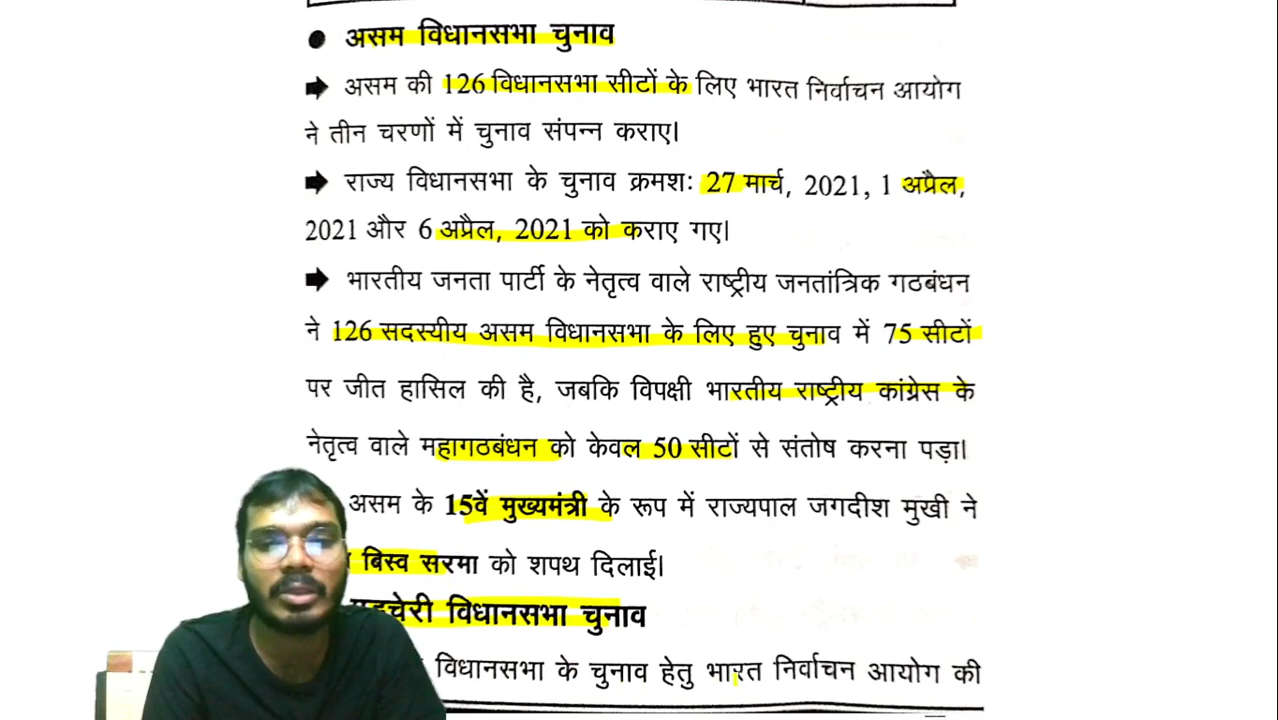 ● असम विधानसभा चुनाव
➡ असम की 126 विधानसभा सीटों के लिए भारत निर्वाचन आयोग
ने तीन चरणों में चुनाव संपन्न कराए।
➡ राज्य विधानसभा के चुनाव क्रमशः 27 मार्च, 2021, 1 अप्रैल,
2021 और 6 अप्रैल, 2021 को कराए गए।
➡ भारतीय जनता पार्टी के नेतृत्व वाले राष्ट्रीय जनतांत्रिक गठबंधन
ने 126 सदस्यीय असम विधानसभा के लिए हुए चुनाव में 75 सीटों
पर जीत हासिल की है, जबकि विपक्षी भारतीय राष्ट्रीय कांग्रेस के
नेतृत्व वाले महागठबंधन को केवल 50 सीटों से संतोष करना पड़ा।
असम के 15वें मुख्यमंत्री के रूप में राज्यपाल जगदीश मुखी ने
बिस्व सरमा को शपथ दिलाई।
विधानसभा चुनाव
विधानसभा के चुनाव हेतु भारत निर्वाचन आयोग की